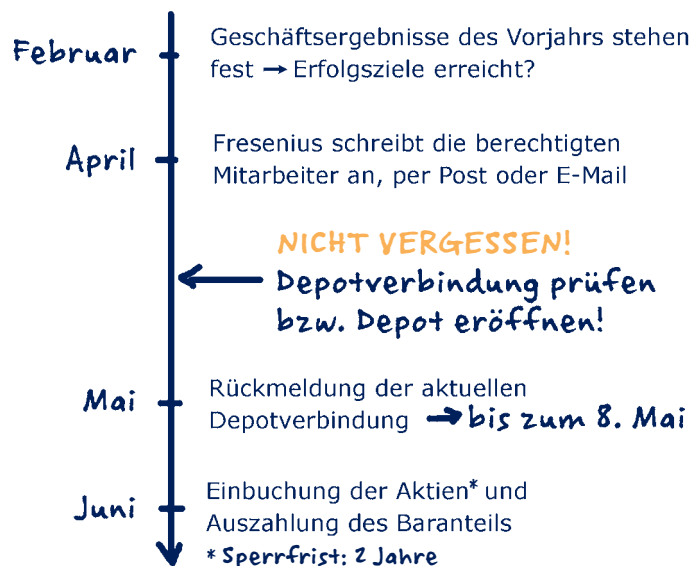 Februar
Geschäftsergebnisse des Vorjahrs stehen
fest → Erfolgsziele erreicht?
April
Fresenius schreibt die berechtigten
Mitarbeiter an, per Post oder E-Mail
NICHT VERGESSEN!
Depotverbindung prüfen
bzw. Depot eröffnen!
Mai
Rückmeldung der aktuellen
Depotverbindung → bis zum 8. Mai
Juni
Einbuchung der Aktien* und
Auszahlung des Baranteils
* Sperrfrist: 2 Jahre